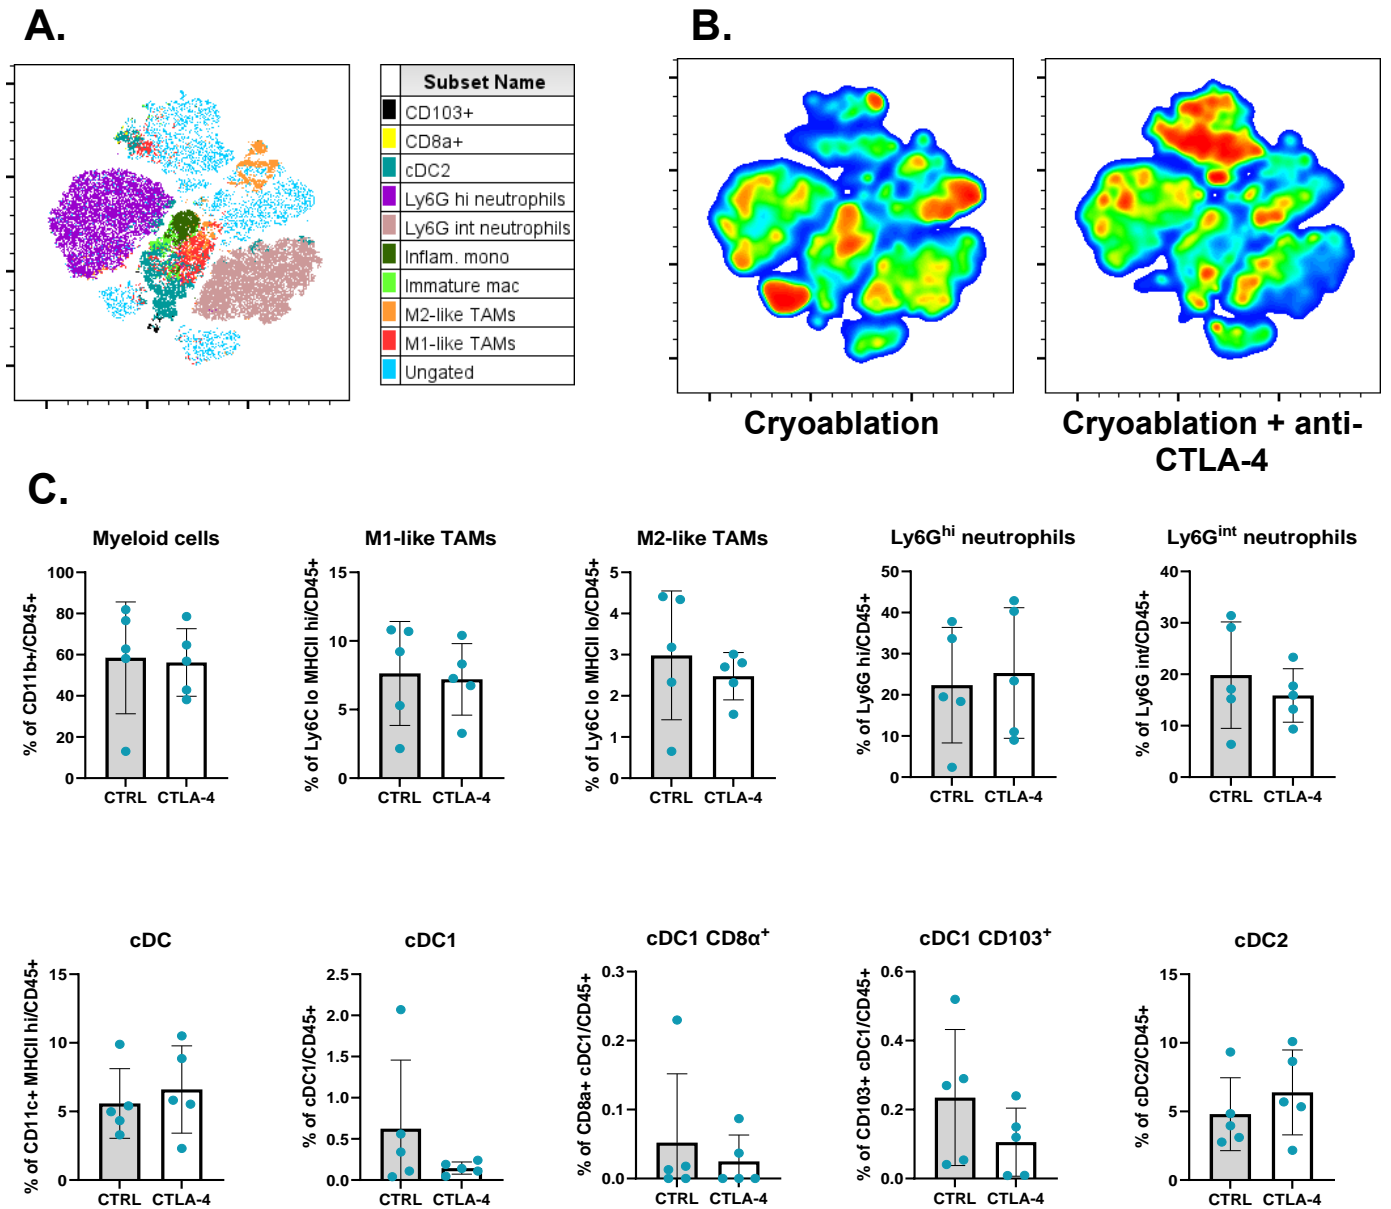 A.
B.
Subset Name
CD103+
CD8a+
cDC2
Ly6G hi neutrophils
Ly6G int neutrophils
Inflam. mono
Immature mac
M2-like TAMs
M1-like TAMs
Ungated
Cryoablation
Cryoablation + anti-
CTLA-4
C.
Myeloid cells
% of CD11b+/CD45+
100
80
60
40
20
0
CTRL CTLA-4
M1-like TAMs
% of Ly6C lo MHCII hi/CD45+
15
10
5
0
CTRL CTLA-4
M2-like TAMs
% of Ly6C lo MHCII lo/CD45+
5
4
3
2
1
0
CTRL CTLA-4
Ly6Ghi neutrophils
% of Ly6G hi/CD45+
50
40
30
20
10
0
CTRL CTLA-4
Ly6Gint neutrophils
% of Ly6G int/CD45+
40
30
20
10
0
CTRL CTLA-4
cDC
% of CD11c+ MHCII hi/CD45+
15
10
5
0
CTRL CTLA-4
cDC1
% of cDC1/CD45+
2.5
2.0
1.5
1.0
0.5
0.0
CTRL CTLA-4
cDC1 CD8α+
% of CD8a+ cDC1/CD45+
0.3
0.2
0.1
0.0
CTRL CTLA-4
cDC1 CD103+
% of CD103+ cDC1/CD45+
0.6
0.4
0.2
0.0
CTRL CTLA-4
cDC2
% of cDC2/CD45+
15
10
5
0
CTRL CTLA-4